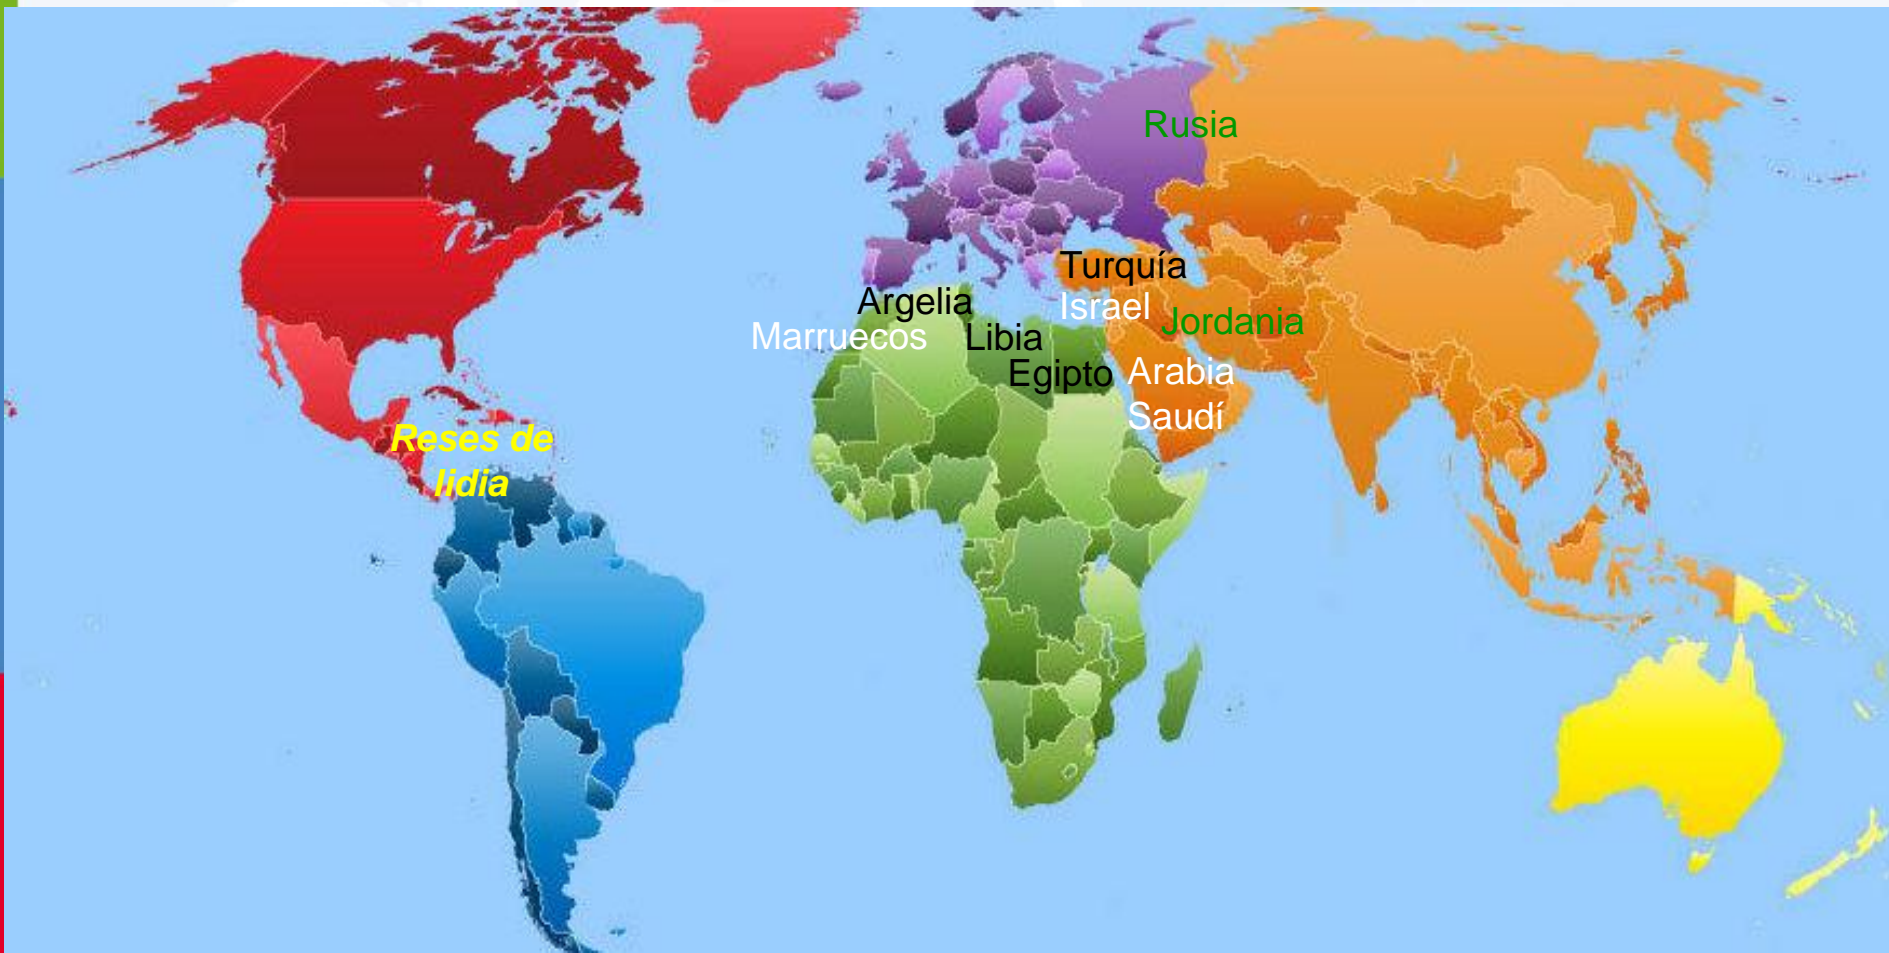 Rusia
Turquía
Argelia
Israel
Jordania
Marruecos
Libia
Egipto
Arabia
Saudí
Reses de
lidia